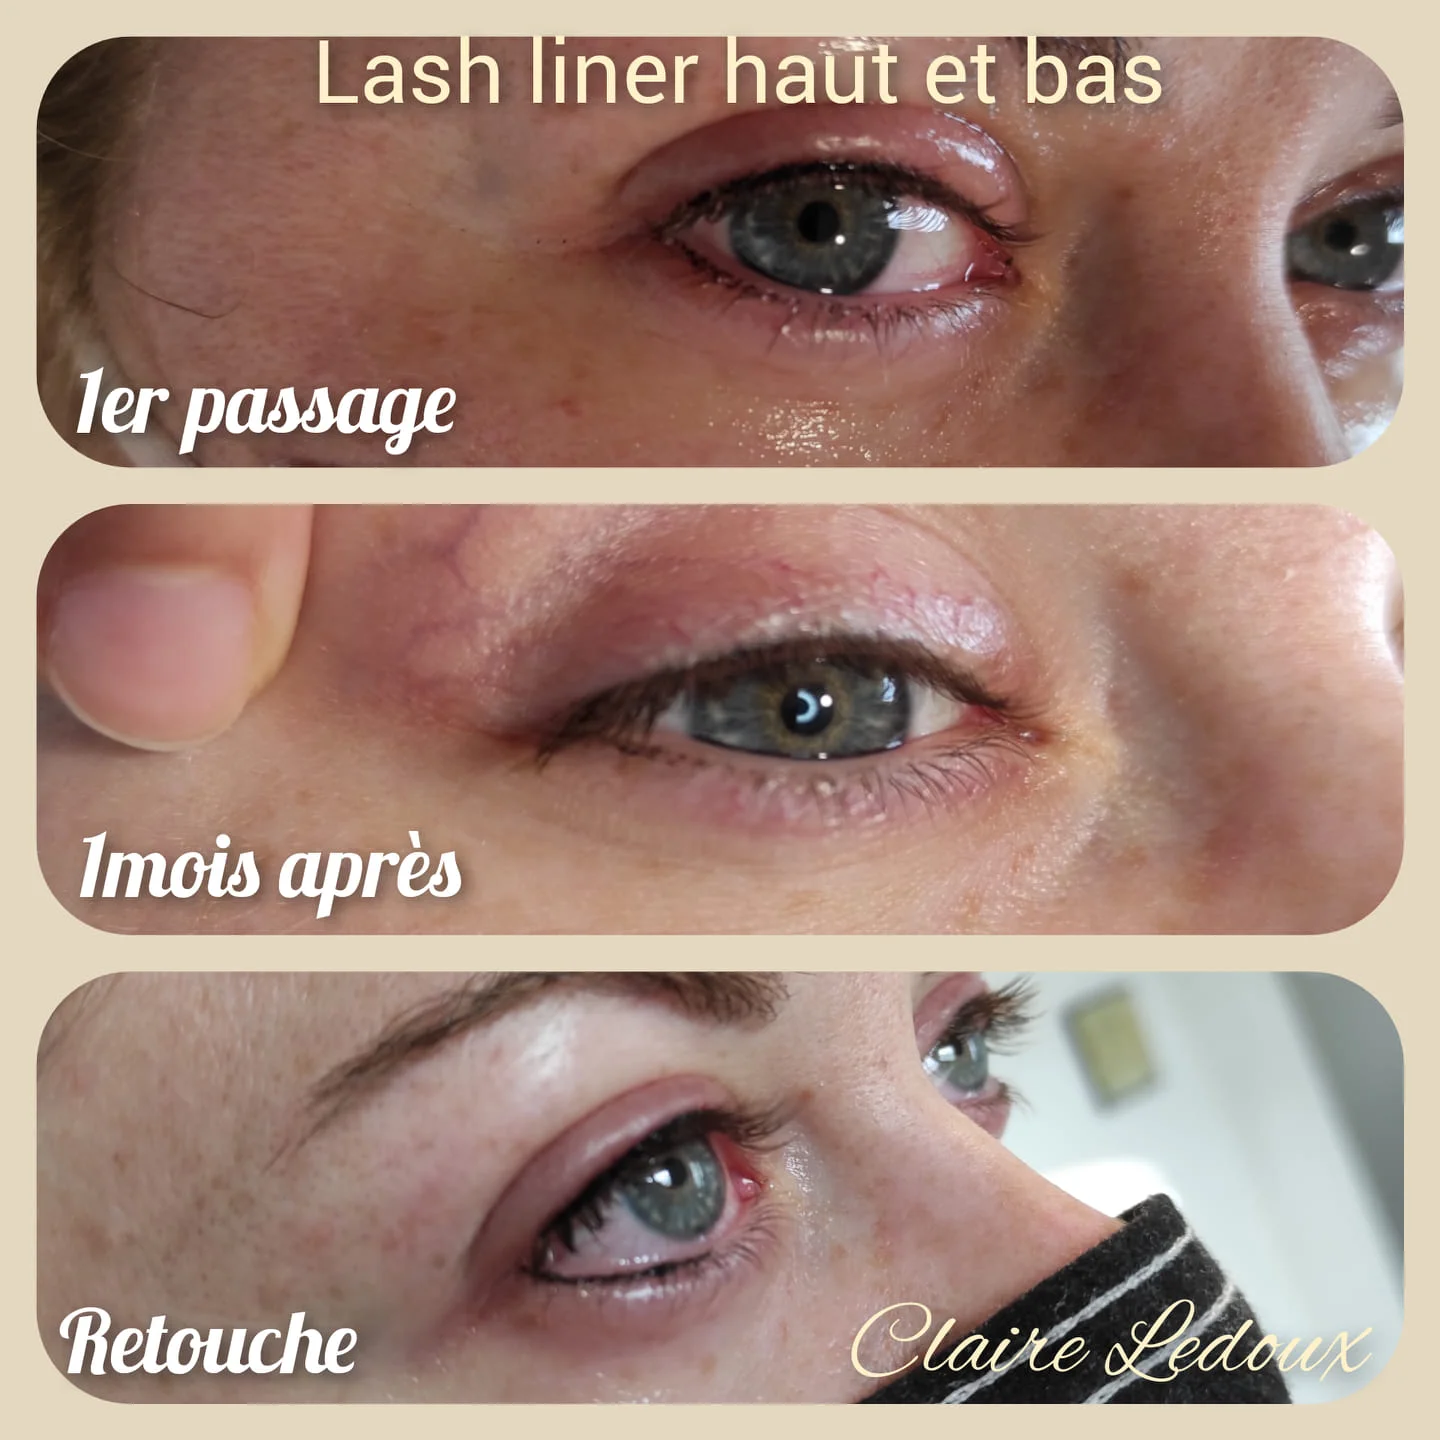 Lash liner haut et bas
1er passage
1mois après
Retouche
Claire Ledoux